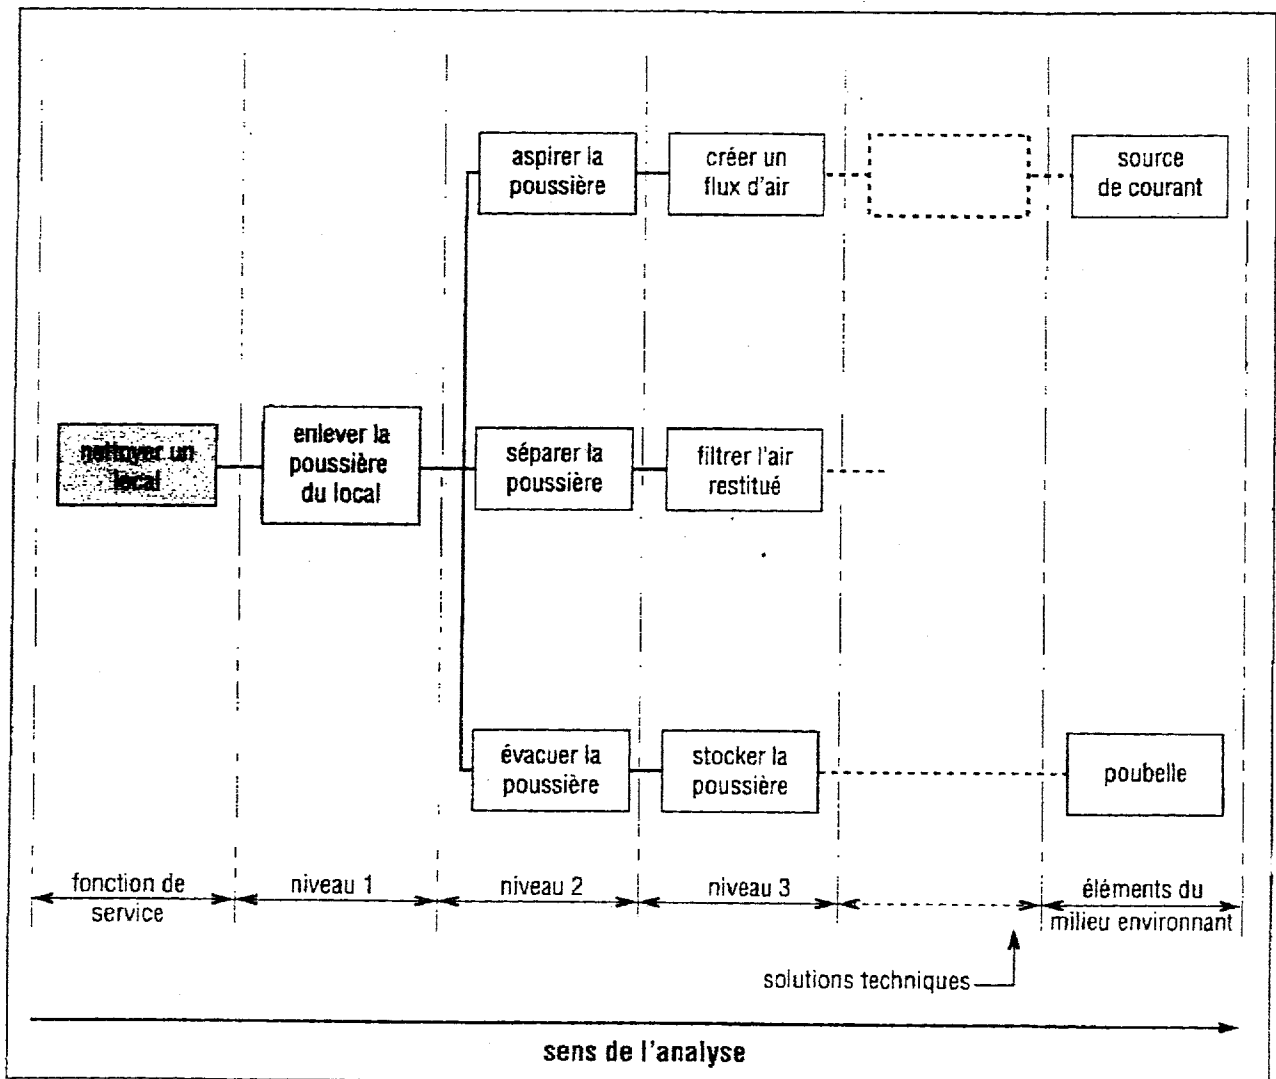 aspirer la
poussière
créer un
flux d'air
source
de courant
nettoyer un
local
enlever la
poussière
du local
séparer la
poussière
filtrer l'air
restitué
évacuer la
poussière
stocker la
poussière
poubelle
fonction de
service
niveau 1
niveau 2
niveau 3
éléments du
milieu environnant
solutions techniques
sens de l'analyse